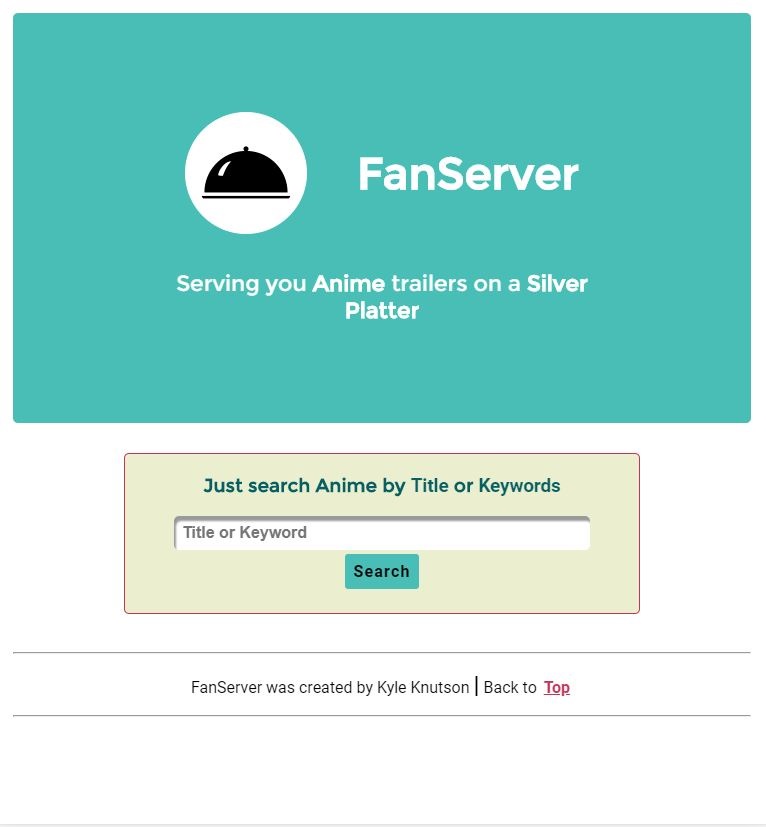 FanServer
Serving you Anime trailers on a Silver
Platter
Just search Anime by Title or Keywords
Title or Keyword
Search
FanServer was created by Kyle Knutson | Back to Top